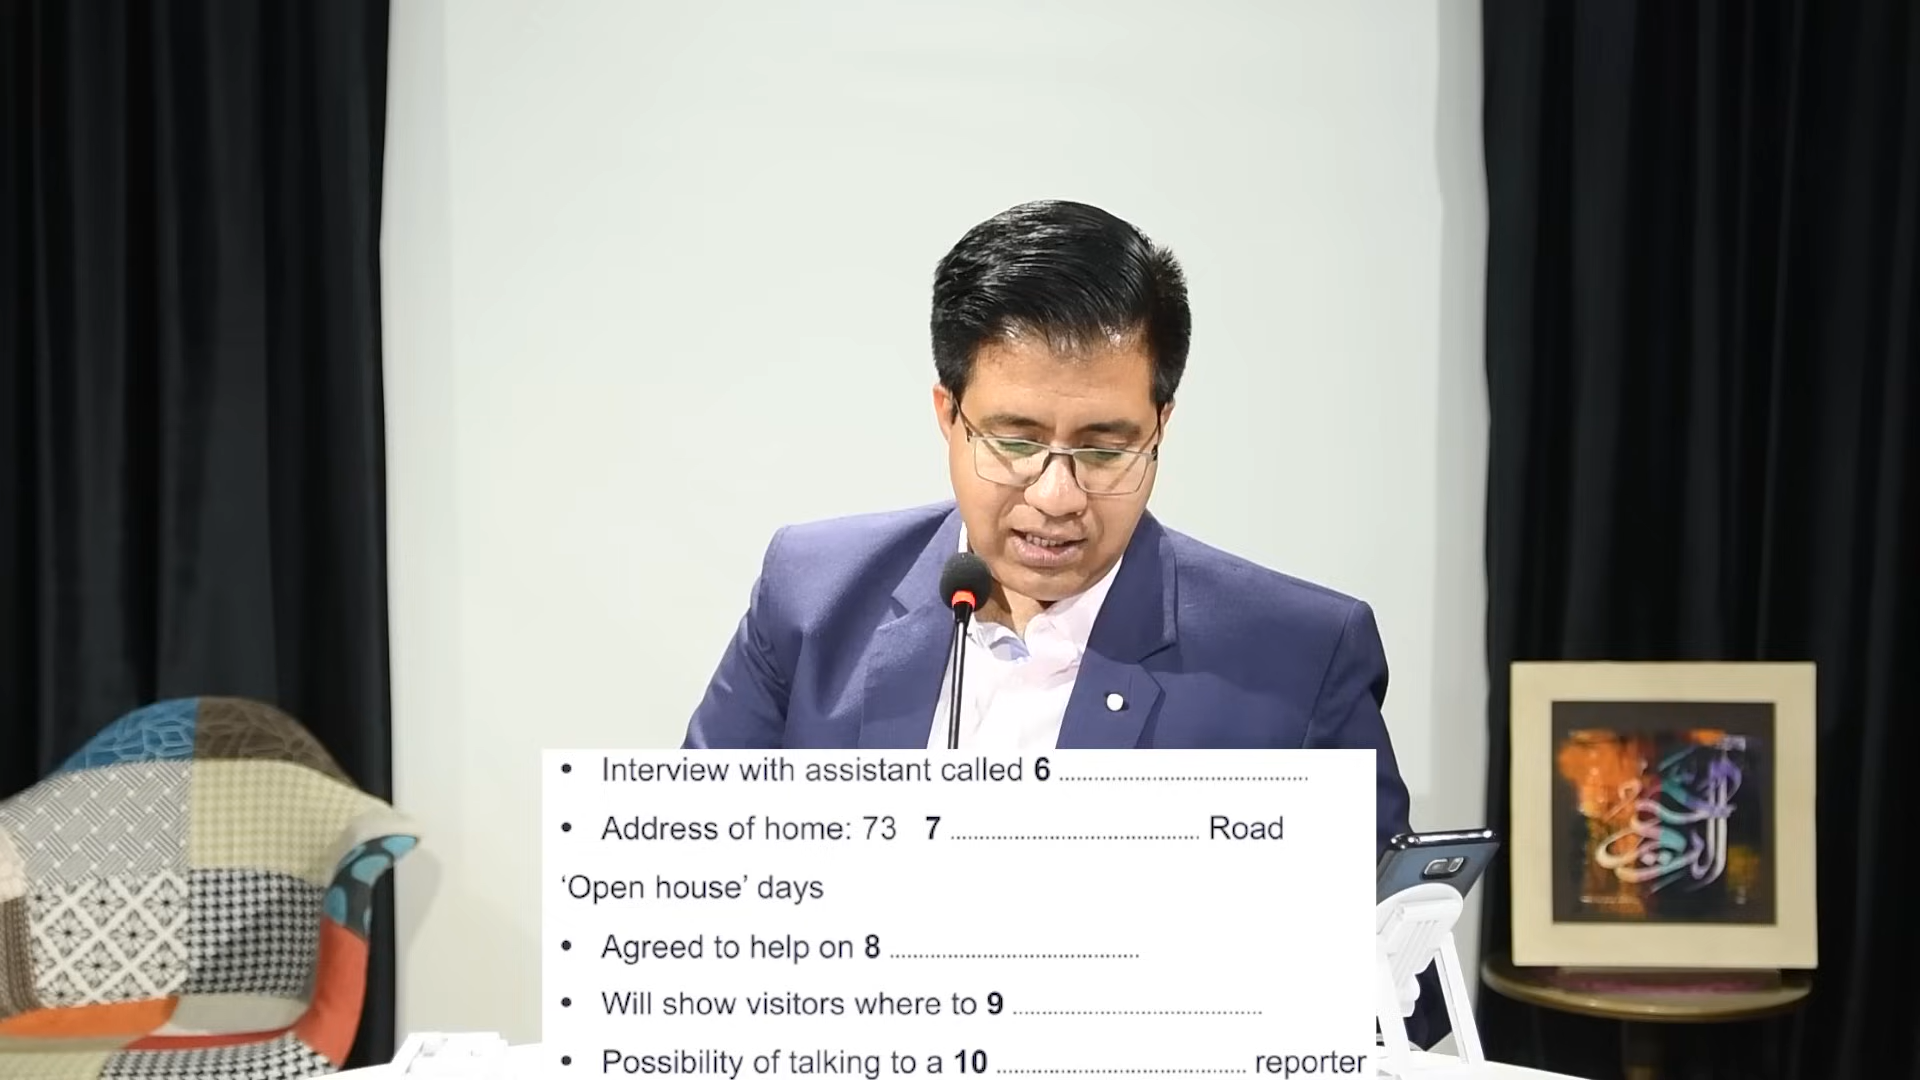 • Interview with assistant called 6 ........................................
• Address of home: 73 7 ........................................ Road
‘Open house’ days
• Agreed to help on 8 ........................................
• Will show visitors where to 9 ........................................
• Possibility of talking to a 10 ........................................ reporter